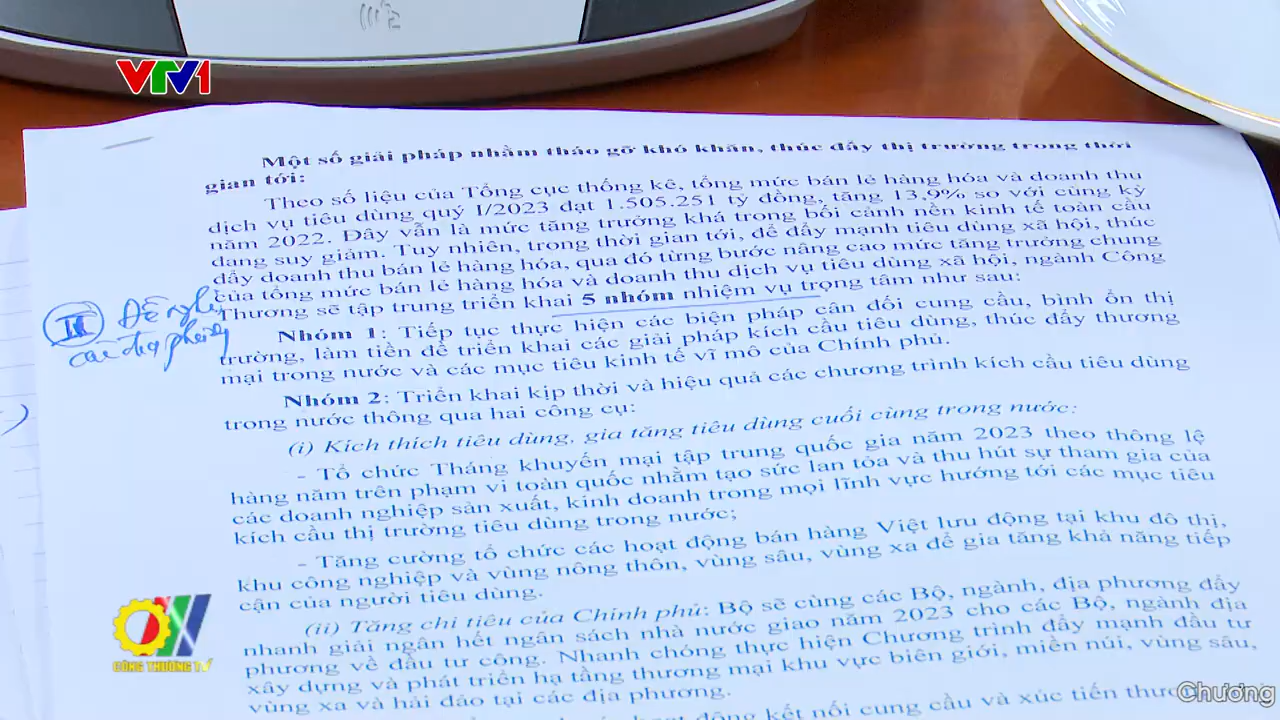 VTV1
Một số giải pháp nhằm tháo gỡ khó khăn, thúc đẩy thị trường trong thời
gian tới:
Theo số liệu của Tổng cục thống kê, tổng mức bán lẻ hàng hóa và doanh thu
dịch vụ tiêu dùng quý I/2023 đạt 1.505.251 tỷ đồng, tăng 13,9% so với cùng kỳ
năm 2022. Đây vẫn là mức tăng trưởng khá trong bối cảnh nền kinh tế toàn cầu
đang suy giảm. Tuy nhiên, trong thời gian tới, để đẩy mạnh tiêu dùng xã hội, thúc
đẩy doanh thu bán lẻ hàng hóa, qua đó từng bước nâng cao mức tăng trưởng chung
của tổng mức bán lẻ hàng hóa và doanh thu dịch vụ tiêu dùng xã hội, ngành Công
Thương sẽ tập trung triển khai 5 nhóm nhiệm vụ trọng tâm như sau:
II Đề nghị
các địa phương
Nhóm 1: Tiếp tục thực hiện các biện pháp cân đối cung cầu, bình ổn thị
trường, làm tiền đề triển khai các giải pháp kích cầu tiêu dùng, thúc đẩy thương
mại trong nước và các mục tiêu kinh tế vĩ mô của Chính phủ.
Nhóm 2: Triển khai kịp thời và hiệu quả các chương trình kích cầu tiêu dùng
trong nước thông qua hai công cụ:
(i) Kích thích tiêu dùng, gia tăng tiêu dùng cuối cùng trong nước:
- Tổ chức Tháng khuyến mại tập trung quốc gia năm 2023 theo thông lệ
hàng năm trên phạm vi toàn quốc nhằm tạo sức lan tỏa và thu hút sự tham gia của
các doanh nghiệp sản xuất, kinh doanh trong mọi lĩnh vực hướng tới các mục tiêu
kích cầu thị trường tiêu dùng trong nước;
- Tăng cường tổ chức các hoạt động bán hàng Việt lưu động tại khu đô thị,
khu công nghiệp và vùng nông thôn, vùng sâu, vùng xa để gia tăng khả năng tiếp
cận của người tiêu dùng.
(ii) Tăng chi tiêu của Chính phủ: Bộ sẽ cùng các Bộ, ngành, địa phương đẩy
nhanh giải ngân hết ngân sách nhà nước giao năm 2023 cho các Bộ, ngành địa
phương về đầu tư công. Nhanh chóng thực hiện Chương trình đẩy mạnh đầu tư
xây dựng và phát triển hạ tầng thương mại khu vực biên giới, miền núi, vùng sâu,
vùng xa và hải đảo tại các địa phương.
hoạt động kết nối cung cầu và xúc tiến thương
CÔNG THƯƠNG TV
Chương